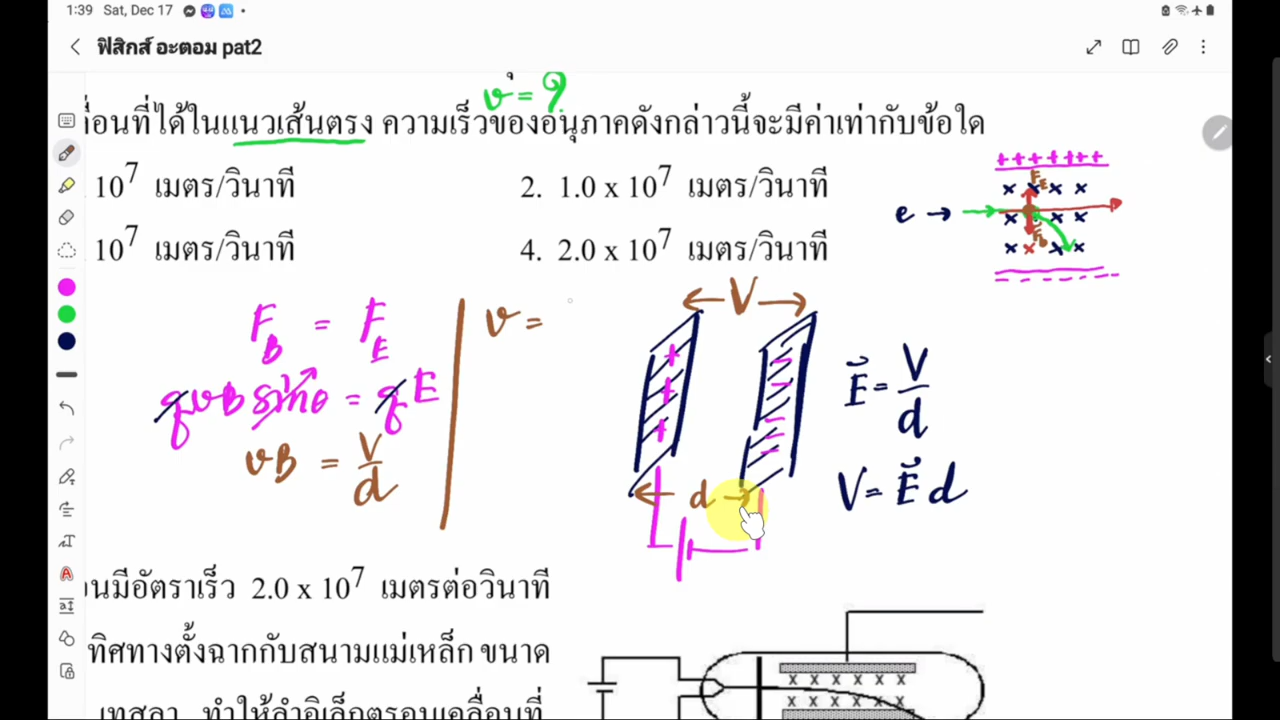 1:39 Sat, Dec 17
ฟิสิกส์ อะตอม pat2
v = ?
ได้ในแนวเส้นตรง ความเร็วของอนุภาคดังกล่าวนี้จะมีค่าเท่ากับข้อใด
10⁷ เมตร/วินาที
2. 1.0 x 10⁷ เมตร/วินาที
10⁷ เมตร/วินาที
4. 2.0 x 10⁷ เมตร/วินาที
++++++
F_E
e →
F_B
F_B = F_E
qvB sinθ = qE
vB = V/d
v =
← V →
← d →
E⃗ = V/d
V = E⃗ d
มีอัตราเร็ว 2.0 x 10⁷ เมตรต่อวินาที
ทิศทางตั้งฉากกับสนามแม่เหล็ก ขนาด
เทสลา ทำให้ลำอิเล็กตรอนเคลื่อนที่
x x x x x x
x x x x x x